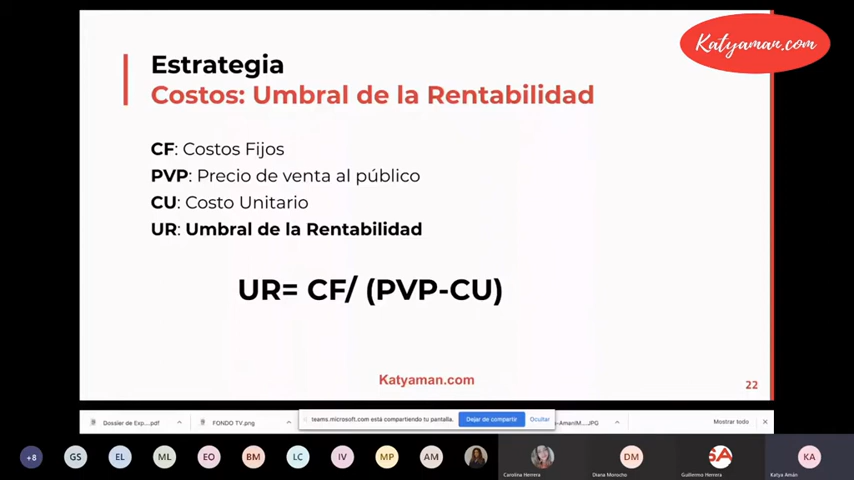 Katyaman.com
Estrategia
Costos: Umbral de la Rentabilidad
CF: Costos Fijos
PVP: Precio de venta al público
CU: Costo Unitario
UR: Umbral de la Rentabilidad
UR= CF/ (PVP-CU)
Katyaman.com
22
Dossier de Exp....pdf
FONDO TV.png
teams.microsoft.com está compartiendo tu pantalla.
Dejar de compartir
Ocultar
Mostrar todo
+8
GS
EL
ML
EO
BM
LC
IV
MP
AM
DM
SA
KA
Carolina Herrera
Diana Morocho
Guillermo Herrera
Katya Amán